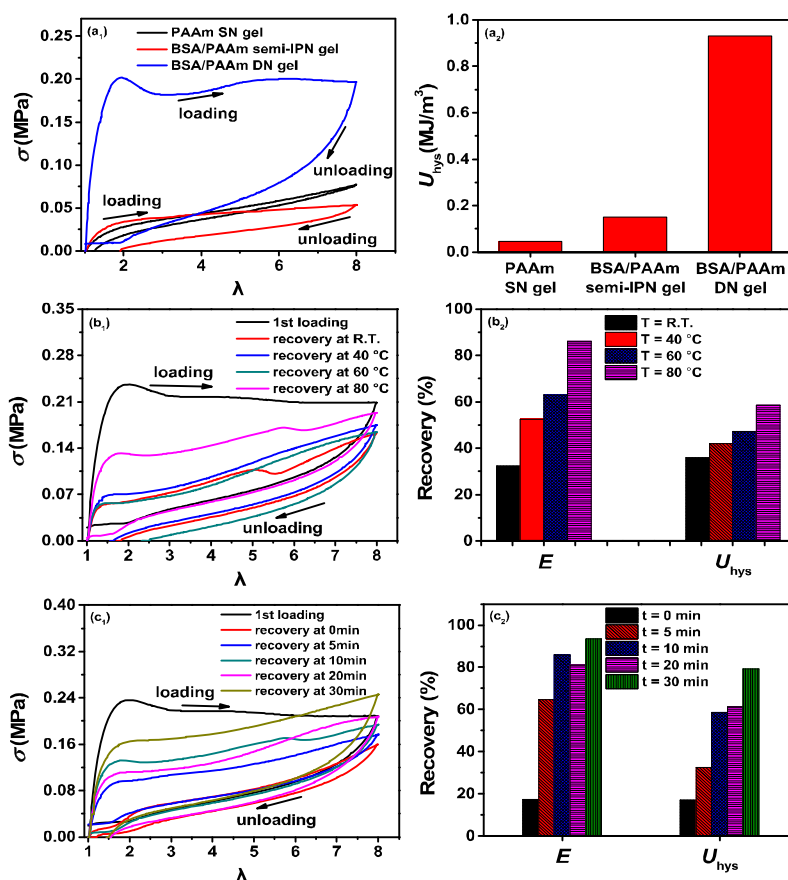 (a1)
PAAm SN gel
BSA/PAAm semi-IPN gel
BSA/PAAm DN gel
loading
unloading
loading
unloading
0.25
0.20
0.15
0.10
0.05
0.00
σ (MPa)
2 3 4 5 6 7 8
λ
(a2)
1.0
0.8
0.6
0.4
0.2
0.0
Uhys(MJ/m3)
PAAm
SN gel
BSA/PAAm
semi-IPN gel
BSA/PAAm
DN gel
(b1)
1st loading
recovery at R.T.
recovery at 40 °C
recovery at 60 °C
recovery at 80 °C
loading
unloading
0.35
0.28
0.21
0.14
0.07
0.00
σ (MPa)
1 2 3 4 5 6 7 8
λ
(b2)
T = R.T.
T = 40 °C
T = 60 °C
T = 80 °C
100
80
60
40
20
0
Recovery (%)
E
Uhys
(c1)
1st loading
recovery at 0min
recovery at 5min
recovery at 10min
recovery at 20min
recovery at 30min
loading
unloading
0.40
0.32
0.24
0.16
0.08
0.00
σ (MPa)
1 2 3 4 5 6 7 8
λ
(c2)
t = 0 min
t = 5 min
t = 10 min
t = 20 min
t = 30 min
100
80
60
40
20
0
Recovery (%)
E
Uhys